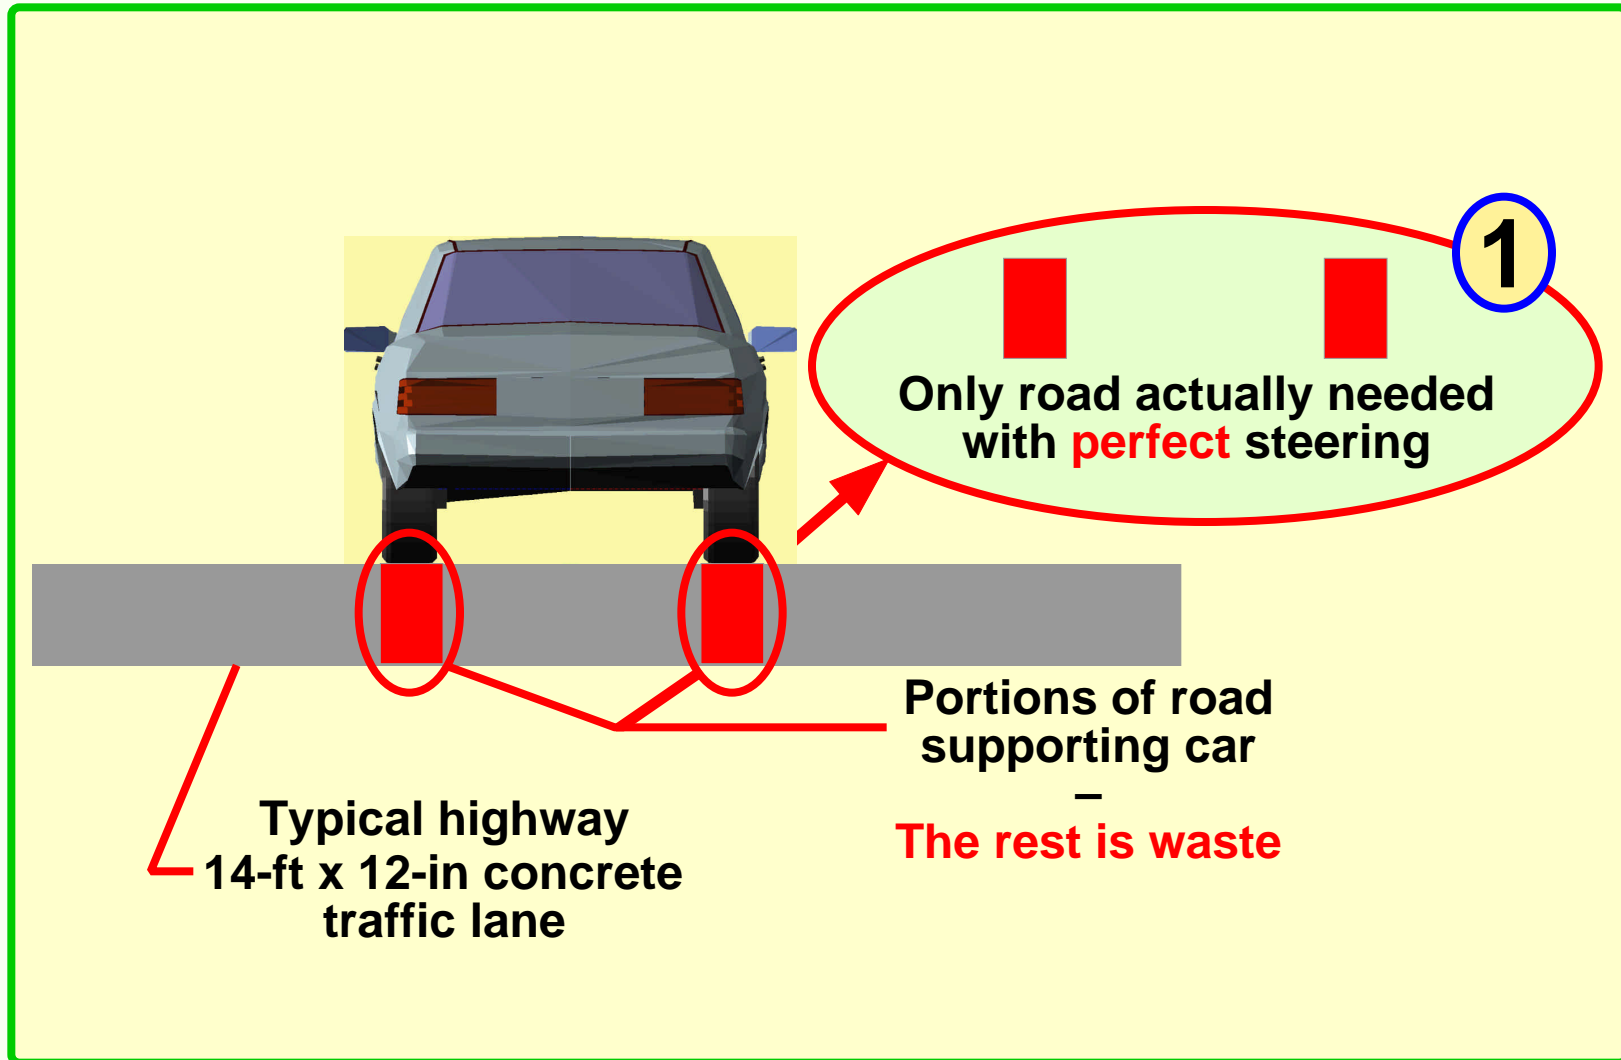 1
Only road actually needed
with perfect steering
Portions of road
supporting car
–
The rest is waste
Typical highway
14-ft x 12-in concrete
traffic lane